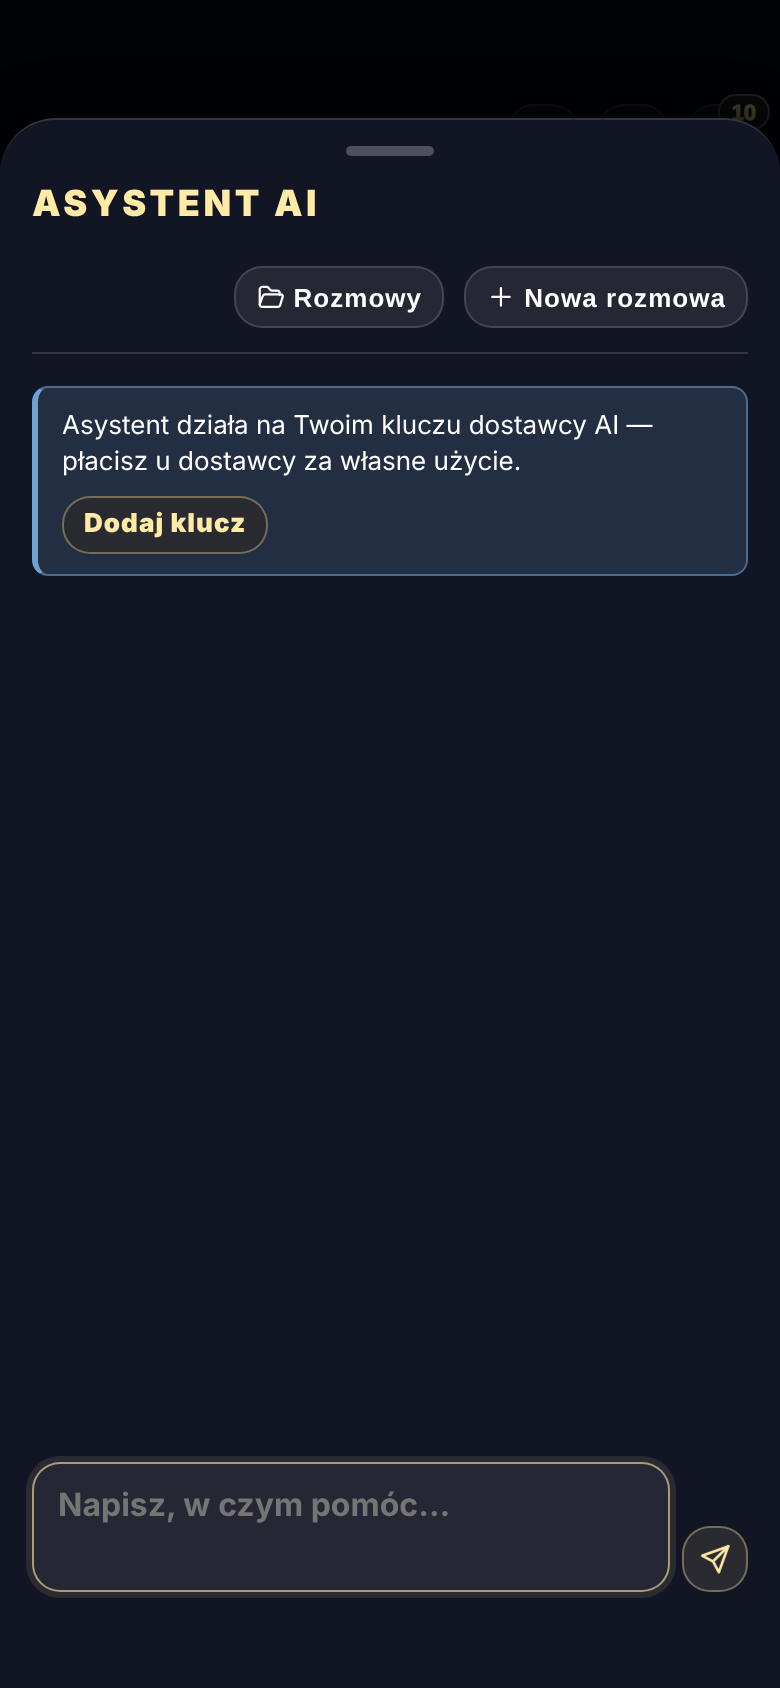 10
ASYSTENT AI
Rozmowy
Nowa rozmowa
Asystent działa na Twoim kluczu dostawcy AI —
płacisz u dostawcy za własne użycie.
Dodaj klucz
Napisz, w czym pomóc...